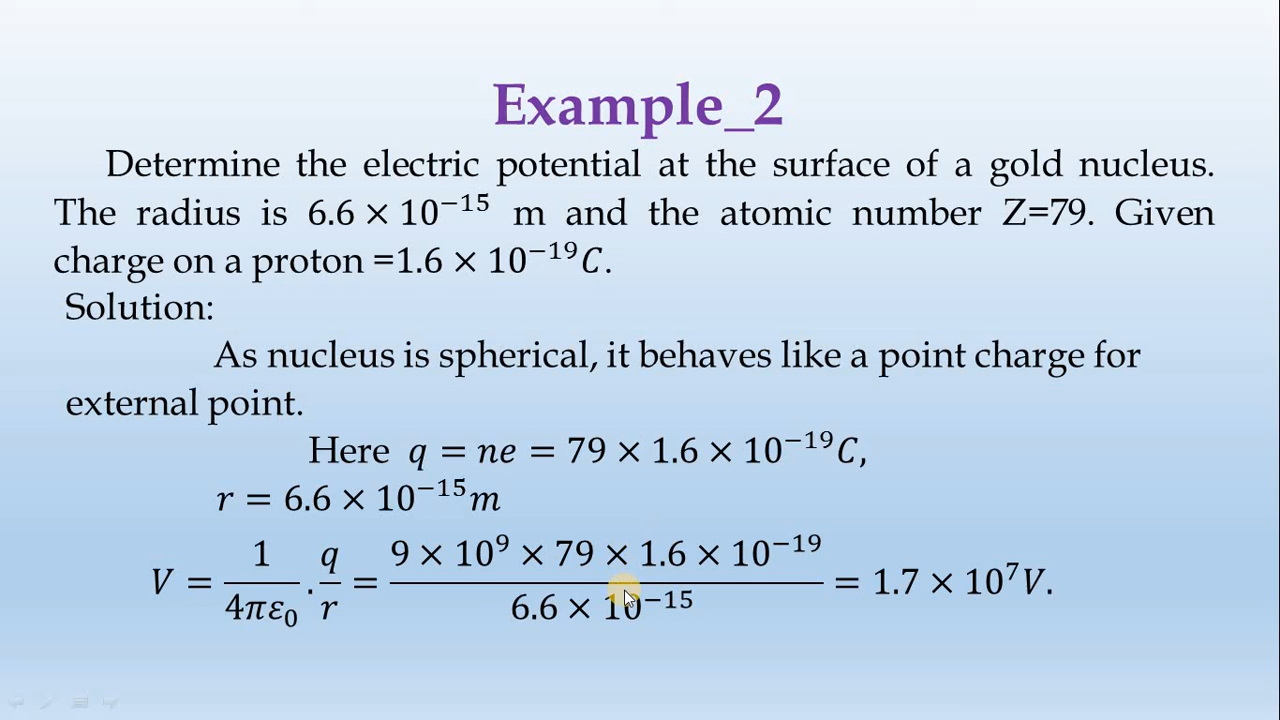 Example_2
Determine the electric potential at the surface of a gold nucleus.
The radius is 6.6 × 10⁻¹⁵ m and the atomic number Z=79. Given
charge on a proton =1.6 × 10⁻¹⁹C.
Solution:
As nucleus is spherical, it behaves like a point charge for
external point.
Here q = ne = 79 × 1.6 × 10⁻¹⁹C,
r = 6.6 × 10⁻¹⁵m
V = 1/(4πε₀) . q/r = (9 × 10⁹ × 79 × 1.6 × 10⁻¹⁹)/(6.6 × 10⁻¹⁵) = 1.7 × 10⁷V.